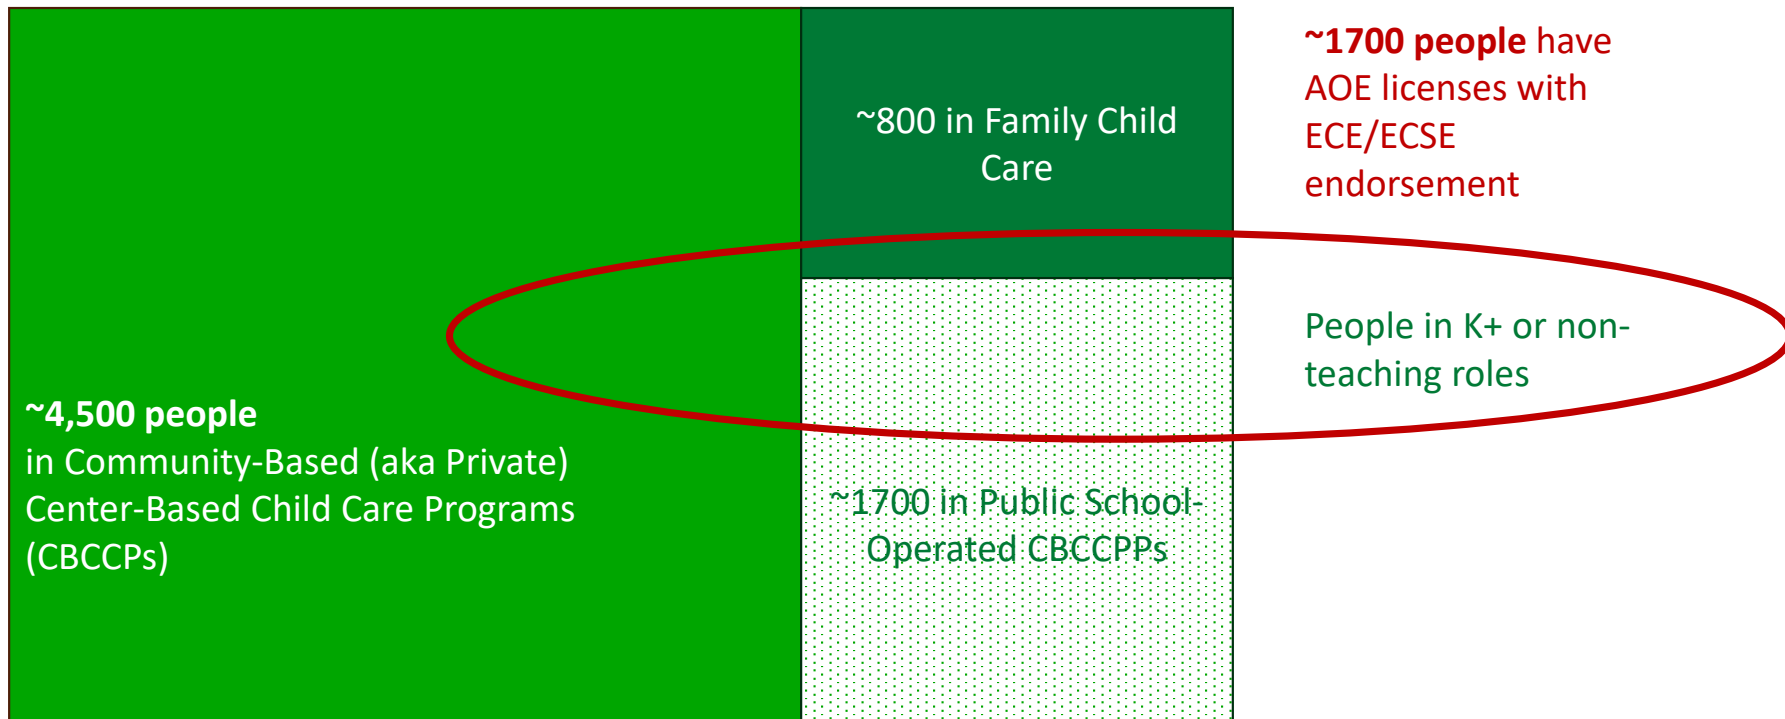 ~4,500 people
in Community-Based (aka Private)
Center-Based Child Care Programs
(CBCCPs)
~800 in Family Child
Care
~1700 in Public School-
Operated CBCCPPs
~1700 people have
AOE licenses with
ECE/ECSE
endorsement
People in K+ or non-
teaching roles